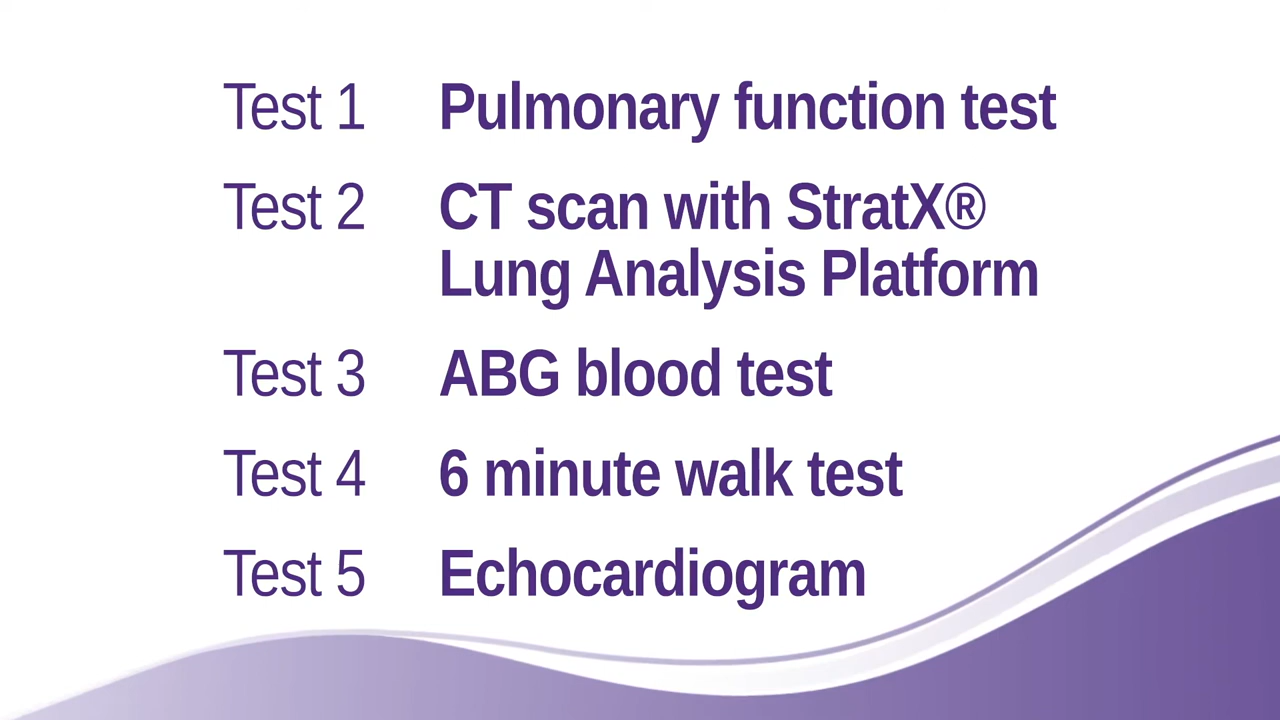 Test 1 Pulmonary function test
Test 2 CT scan with StratX®
Lung Analysis Platform
Test 3 ABG blood test
Test 4 6 minute walk test
Test 5 Echocardiogram